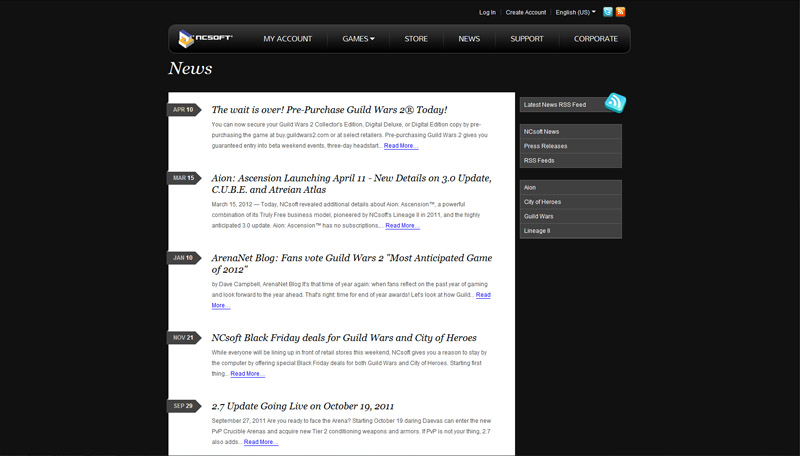 Log In
Create Account
English (US)
NCSOFT®
MY ACCOUNT
GAMES
STORE
NEWS
SUPPORT
CORPORATE
News
APR 10
The wait is over! Pre-Purchase Guild Wars 2® Today!
You can now secure your Guild Wars 2 Collector's Edition, Digital Deluxe, or Digital Edition copy by pre-
purchasing the game at buy.guildwars2.com or at select retailers. Pre-purchasing Guild Wars 2 gives you
guaranteed entry into beta weekend events, three-day headstart... Read More...
MAR 15
Aion: Ascension Launching April 11 - New Details on 3.0 Update,
C.U.B.E. and Atreian Atlas
March 15, 2012 — Today, NCsoft revealed additional details about Aion: Ascension™, a powerful
combination of its Truly Free business model, pioneered by NCsoft's Lineage II in 2011, and the highly
anticipated 3.0 update. Aion: Ascension™ has no subscriptions,... Read More...
JAN 10
ArenaNet Blog: Fans vote Guild Wars 2 "Most Anticipated Game
of 2012"
by Dave Campbell, ArenaNet Blog It's that time of year again: when fans reflect on the past year of gaming
and look forward to the year ahead. That's right: time for end of year awards! Let's look at how Guild... Read
More...
NOV 21
NCsoft Black Friday deals for Guild Wars and City of Heroes
While everyone will be lining up in front of retail stores this weekend, NCsoft gives you a reason to stay by
the computer by offering special Black Friday deals for both Guild Wars and City of Heroes. Starting first
thing... Read More...
SEP 29
2.7 Update Going Live on October 19, 2011
September 27, 2011 Are you ready to face the Arena? Starting October 19 daring Daevas can enter the new
PvP Crucible Arenas and acquire new Tier 2 conditioning weapons and armors. If PvP is not your thing, 2.7
also adds... Read More...
Latest News RSS Feed
NCsoft News
Press Releases
RSS Feeds
Aion
City of Heroes
Guild Wars
Lineage II